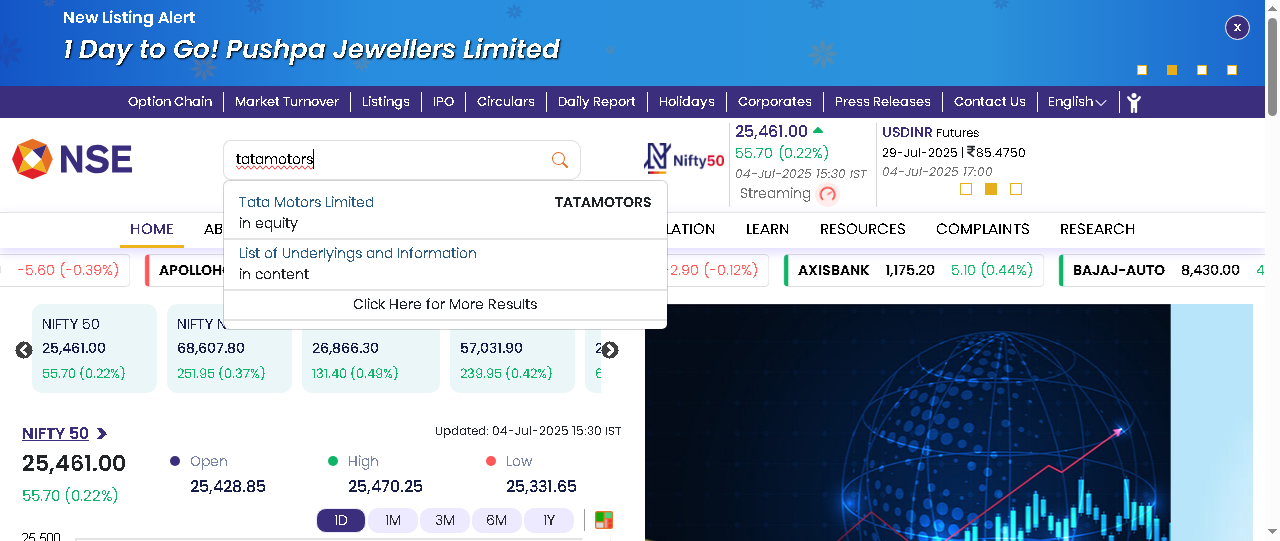 New Listing Alert
1 Day to Go! Pushpa Jewellers Limited
x
Option Chain Market Turnover Listings IPO Circulars Daily Report Holidays Corporates Press Releases Contact Us English
NSE
tatamotors
Nifty50
25,461.00
55.70 (0.22%)
04-Jul-2025 15:30 IST
Streaming
USDINR Futures
29-Jul-2025 | ₹85.4750
04-Jul-2025 17:00
Tata Motors Limited TATAMOTORS
in equity
List of Underlyings and Information
in content
Click Here for More Results
HOME AB LATION LEARN RESOURCES COMPLAINTS RESEARCH
-5.60 (-0.39%) APOLLOH -2.90 (-0.12%) AXISBANK 1,175.20 5.10 (0.44%) BAJAJ-AUTO 8,430.00 4
NIFTY 50
25,461.00
55.70 (0.22%)
NIFTY N
68,607.80
251.95 (0.37%)
26,866.30
131.40 (0.49%)
57,031.90
239.95 (0.42%)
2
6
NIFTY 50
Updated: 04-Jul-2025 15:30 IST
25,461.00
55.70 (0.22%)
Open
25,428.85
High
25,470.25
Low
25,331.65
1D 1M 3M 6M 1Y
25,500